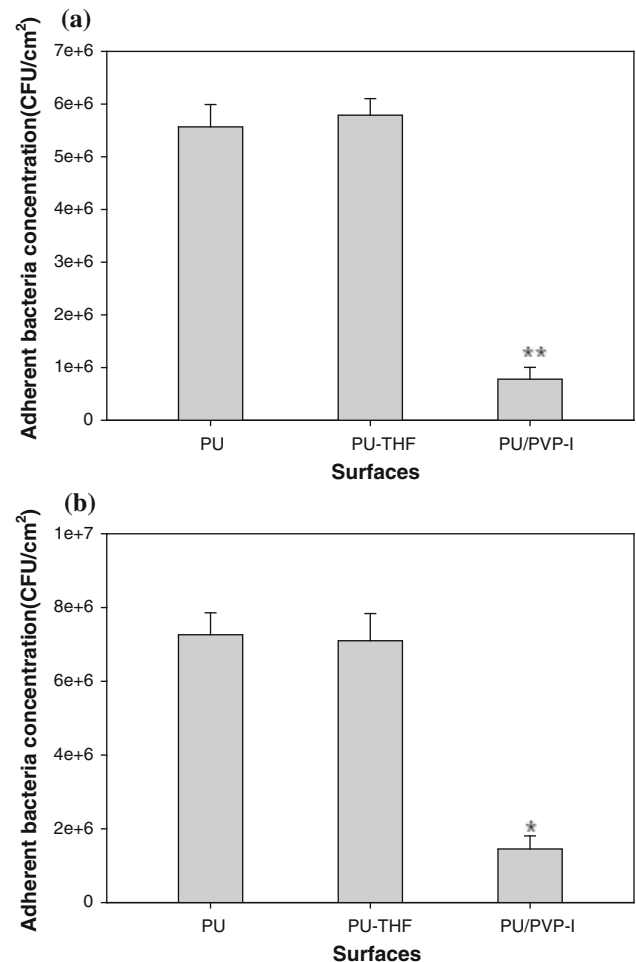 (a)
Adherent bacteria concentration(CFU/cm²)
7e+6
6e+6
5e+6
4e+6
3e+6
2e+6
1e+6
0
**
PU
PU-THF
PU/PVP-I
Surfaces
(b)
Adherent bacteria concentration(CFU/cm²)
1e+7
8e+6
6e+6
4e+6
2e+6
0
*
PU
PU-THF
PU/PVP-I
Surfaces